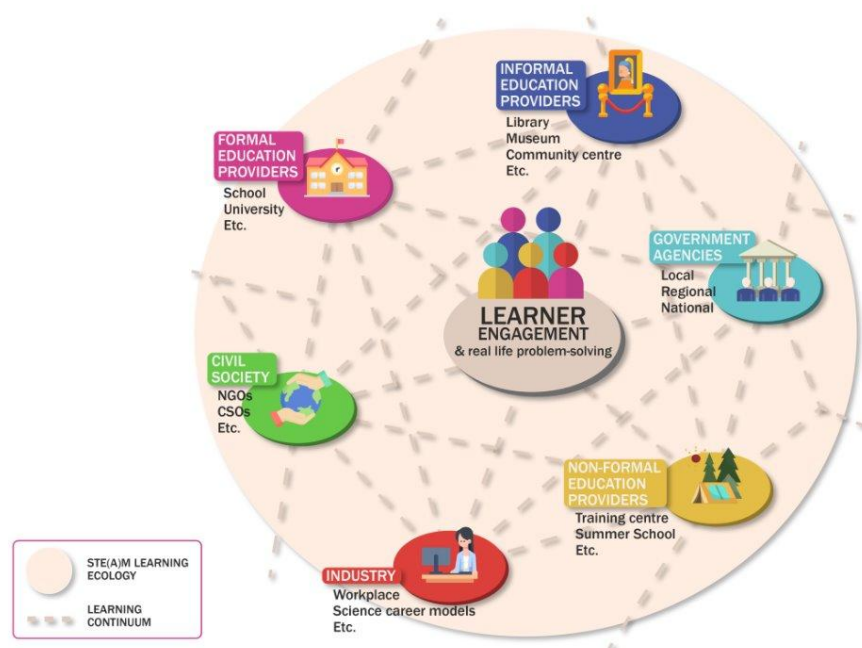 INFORMAL
EDUCATION
PROVIDERS
Library
Museum
Community centre
Etc.
FORMAL
EDUCATION
PROVIDERS
School
University
Etc.
GOVERNMENT
AGENCIES
Local
Regional
National
LEARNER
ENGAGEMENT
& real life problem-solving
CIVIL
SOCIETY
NGOs
CSOs
Etc.
NON-FORMAL
EDUCATION
PROVIDERS
Training centre
Summer School
Etc.
INDUSTRY
Workplace
Science career models
Etc.
STE(A)M LEARNING
ECOLOGY
LEARNING
CONTINUUM